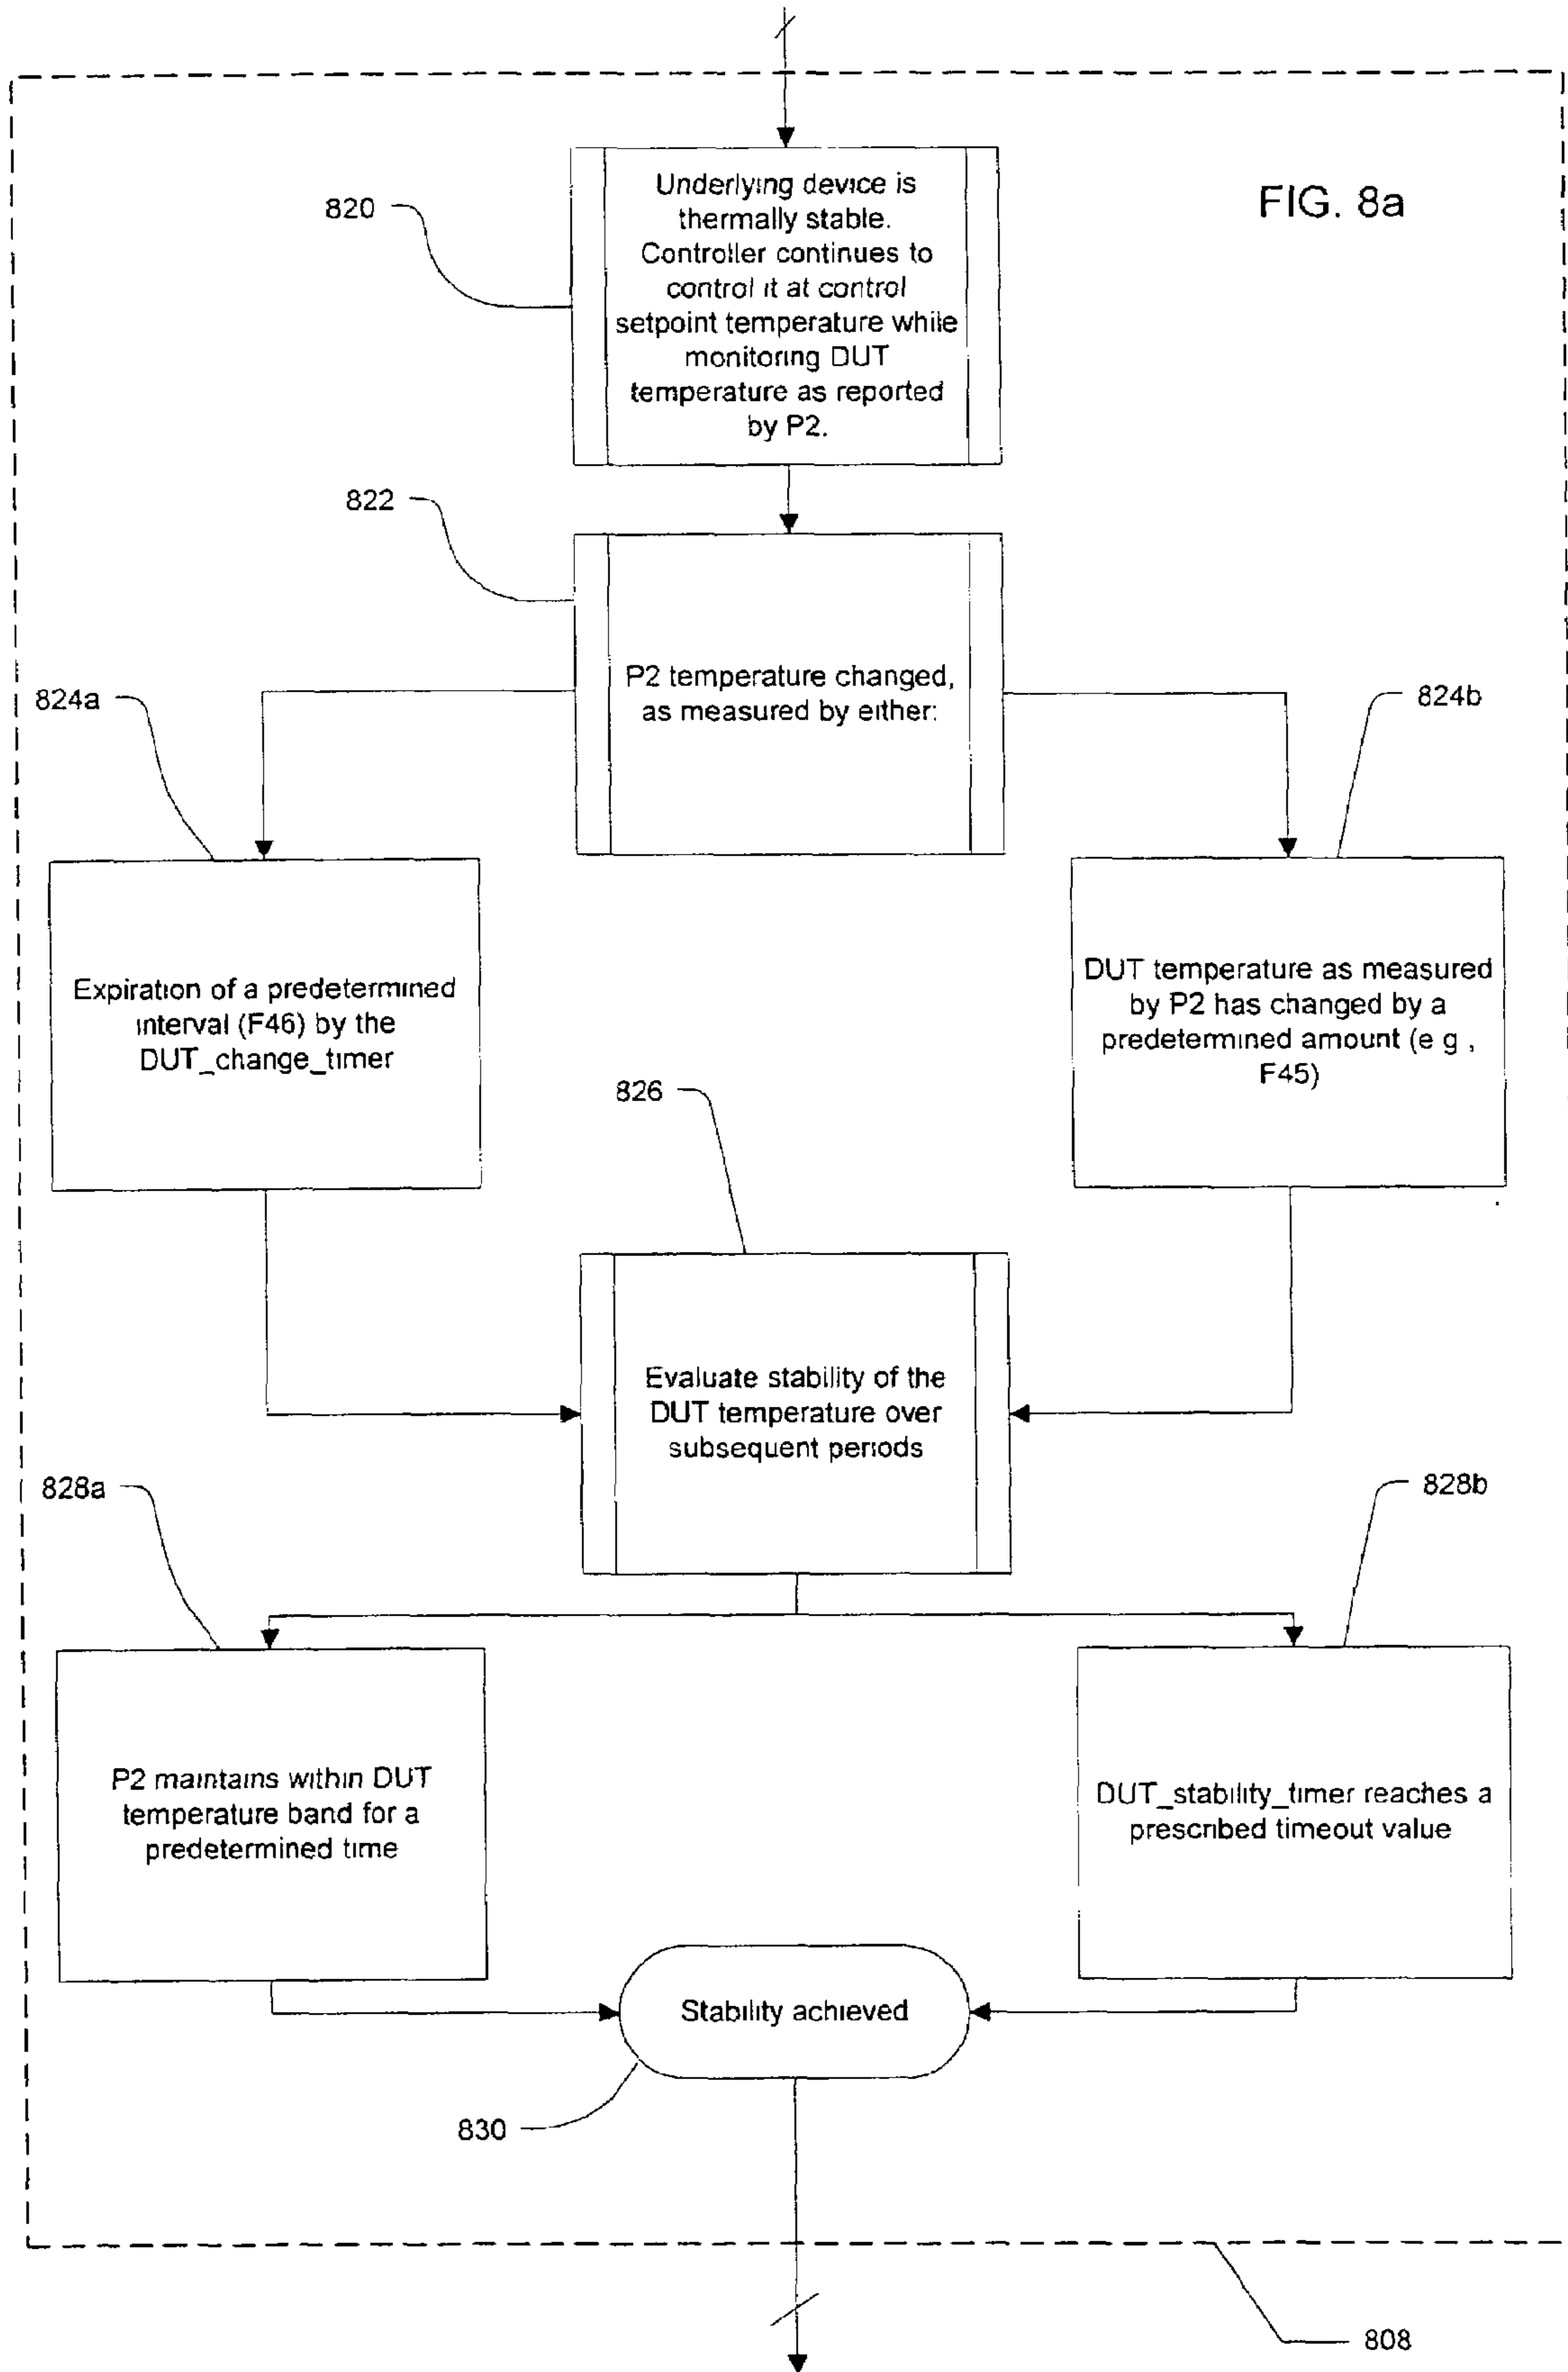 FIG. 8a
820
Underlying device is
thermally stable.
Controller continues to
control it at control
setpoint temperature while
monitoring DUT
temperature as reported
by P2.
822
P2 temperature changed,
as measured by either:
824a
824b
Expiration of a predetermined
interval (F46) by the
DUT_change_timer
DUT temperature as measured
by P2 has changed by a
predetermined amount (e g ,
F45)
826
Evaluate stability of the
DUT temperature over
subsequent periods
828a
828b
P2 maintains within DUT
temperature band for a
predetermined time
DUT_stability_timer reaches a
prescribed timeout value
Stability achieved
830
808